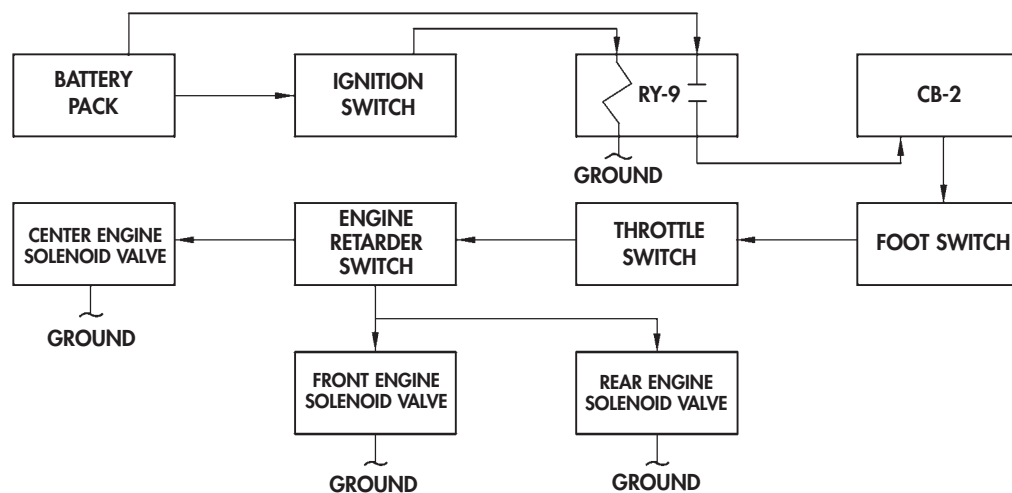 BATTERY
PACK
IGNITION
SWITCH
RY-9
CB-2
GROUND
CENTER ENGINE
SOLENOID VALVE
ENGINE
RETARDER
SWITCH
THROTTLE
SWITCH
FOOT SWITCH
GROUND
FRONT ENGINE
SOLENOID VALVE
REAR ENGINE
SOLENOID VALVE
GROUND
GROUND